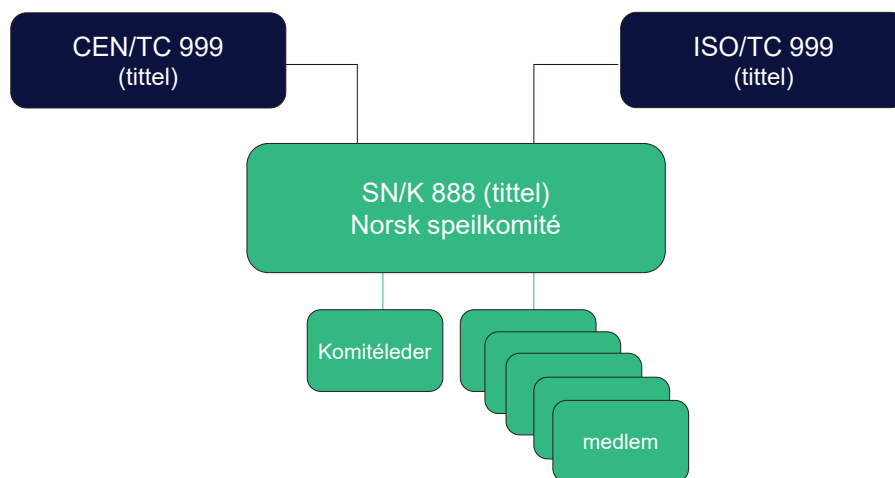 CEN/TC 999
(tittel)
ISO/TC 999
(tittel)
SN/K 888 (tittel)
Norsk speilkomité
Komitéleder
medlem